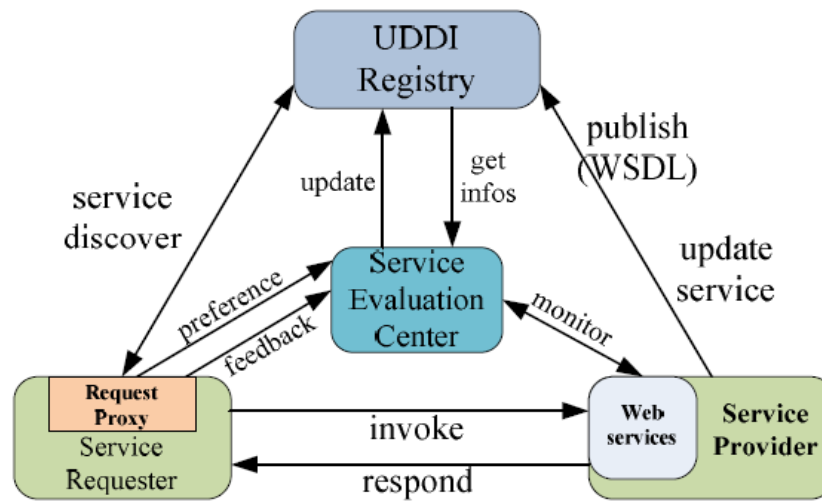 UDDI
Registry
publish
(WSDL)
get
infos
update
service
discover
update
service
Service
Evaluation
Center
preference
feedback
monitor
Request
Proxy
Service
Requester
invoke
respond
Web
services
Service
Provider